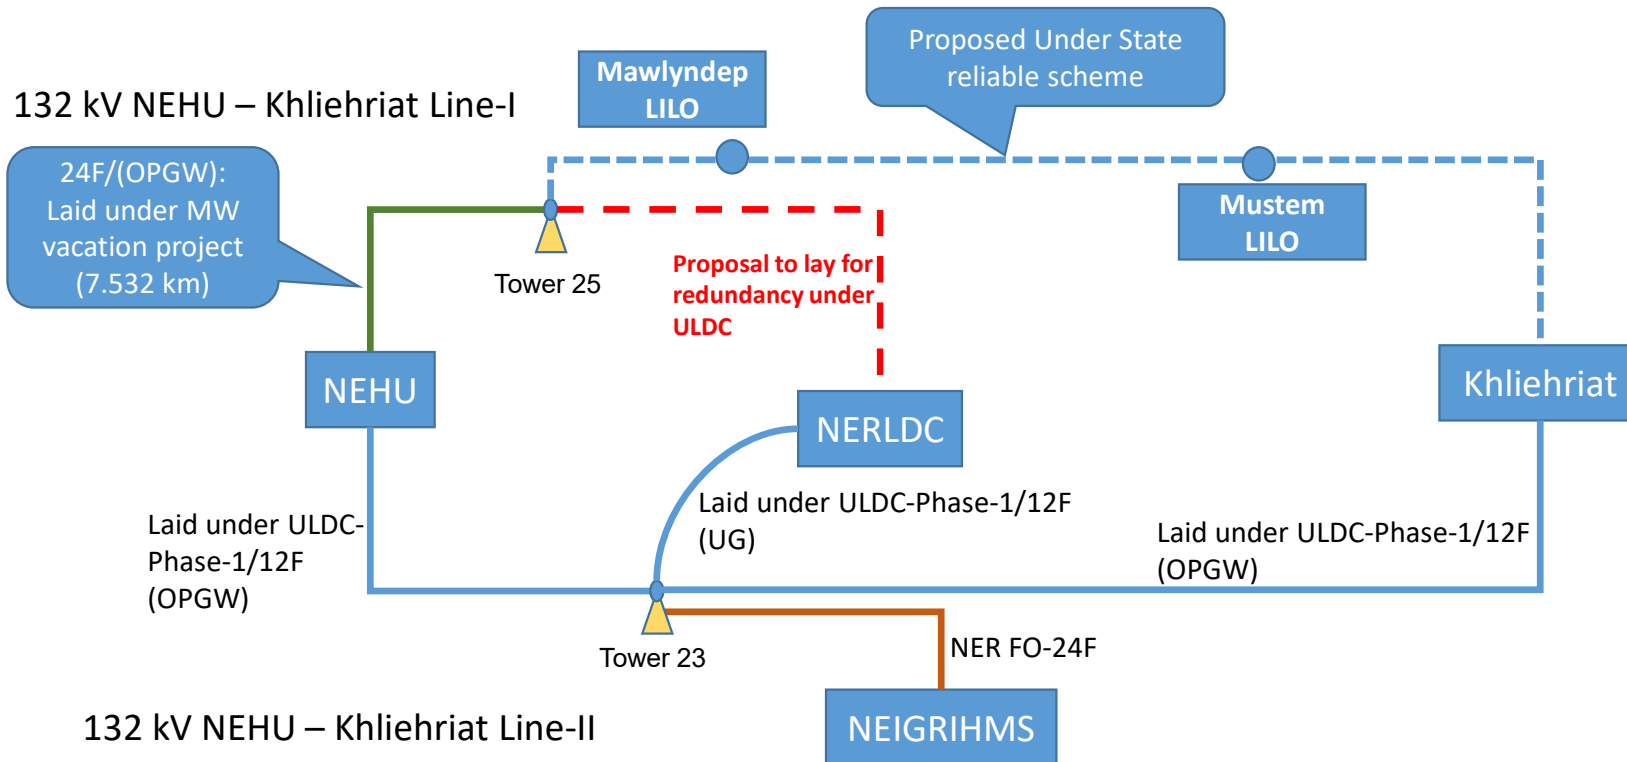 Proposed Under State
reliable scheme
Mawlyndep
LILO
132 kV NEHU – Khliehriat Line-I
24F/(OPGW):
Laid under MW
vacation project
(7.532 km)
Mustem
LILO
Tower 25
Proposal to lay for
redundancy under
ULDC
NEHU
Khliehriat
NERLDC
Laid under ULDC-
Phase-1/12F
(OPGW)
Laid under ULDC-Phase-1/12F
(UG)
Laid under ULDC-Phase-1/12F
(OPGW)
Tower 23
NER FO-24F
132 kV NEHU – Khliehriat Line-II
NEIGRIHMS